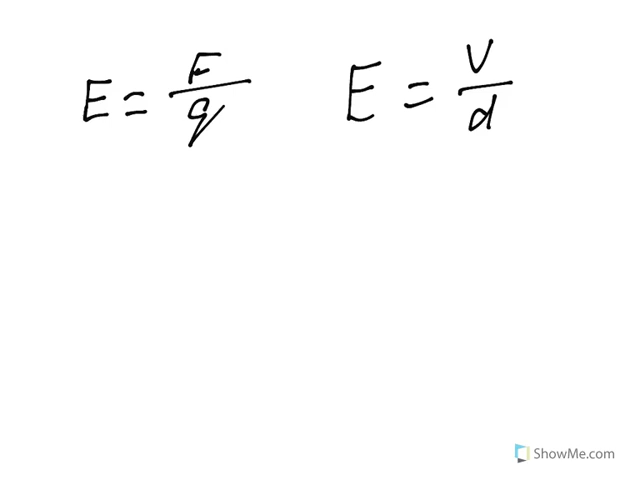 E = F/q    E = V/d
ShowMe.com